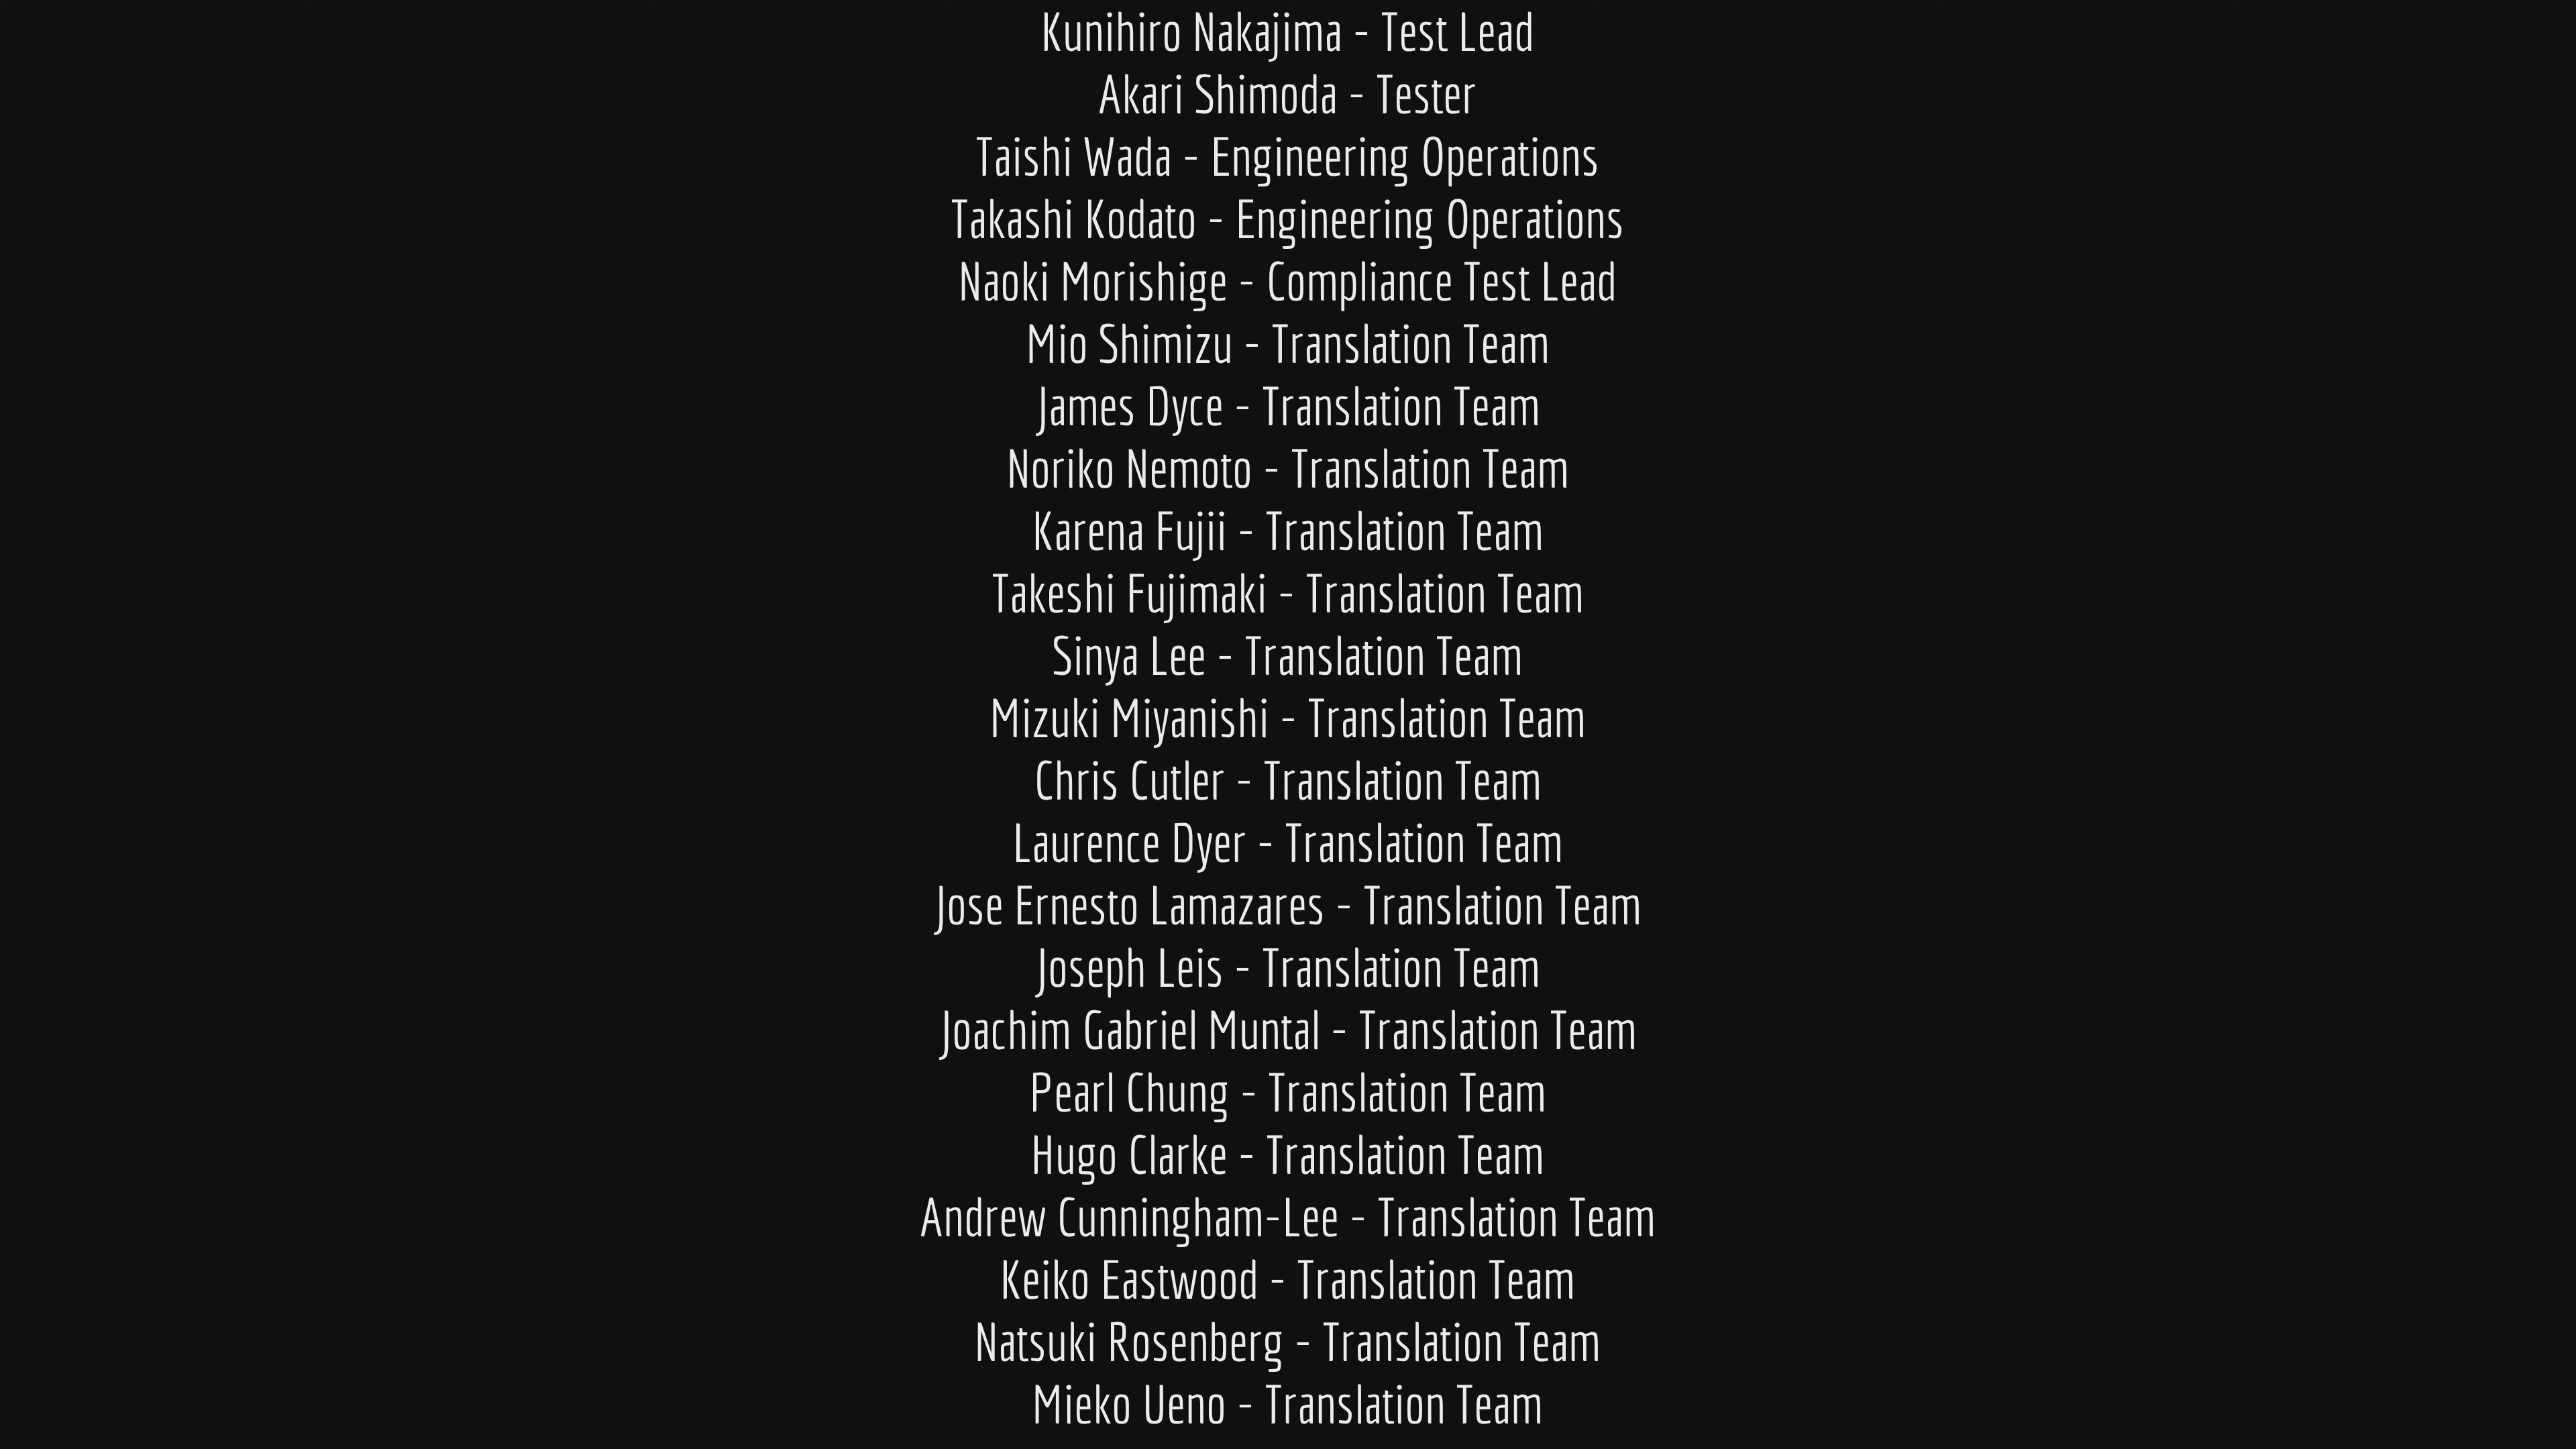 Kunihiro Nakajima - Test Lead
Akari Shimoda - Tester
Taishi Wada - Engineering Operations
Takashi Kodato - Engineering Operations
Naoki Morishige - Compliance Test Lead
Mio Shimizu - Translation Team
James Dyce - Translation Team
Noriko Nemoto - Translation Team
Karena Fujii - Translation Team
Takeshi Fujimaki - Translation Team
Sinya Lee - Translation Team
Mizuki Miyanishi - Translation Team
Chris Cutler - Translation Team
Laurence Dyer - Translation Team
Jose Ernesto Lamazares - Translation Team
Joseph Leis - Translation Team
Joachim Gabriel Muntal - Translation Team
Pearl Chung - Translation Team
Hugo Clarke - Translation Team
Andrew Cunningham-Lee - Translation Team
Keiko Eastwood - Translation Team
Natsuki Rosenberg - Translation Team
Mieko Ueno - Translation Team